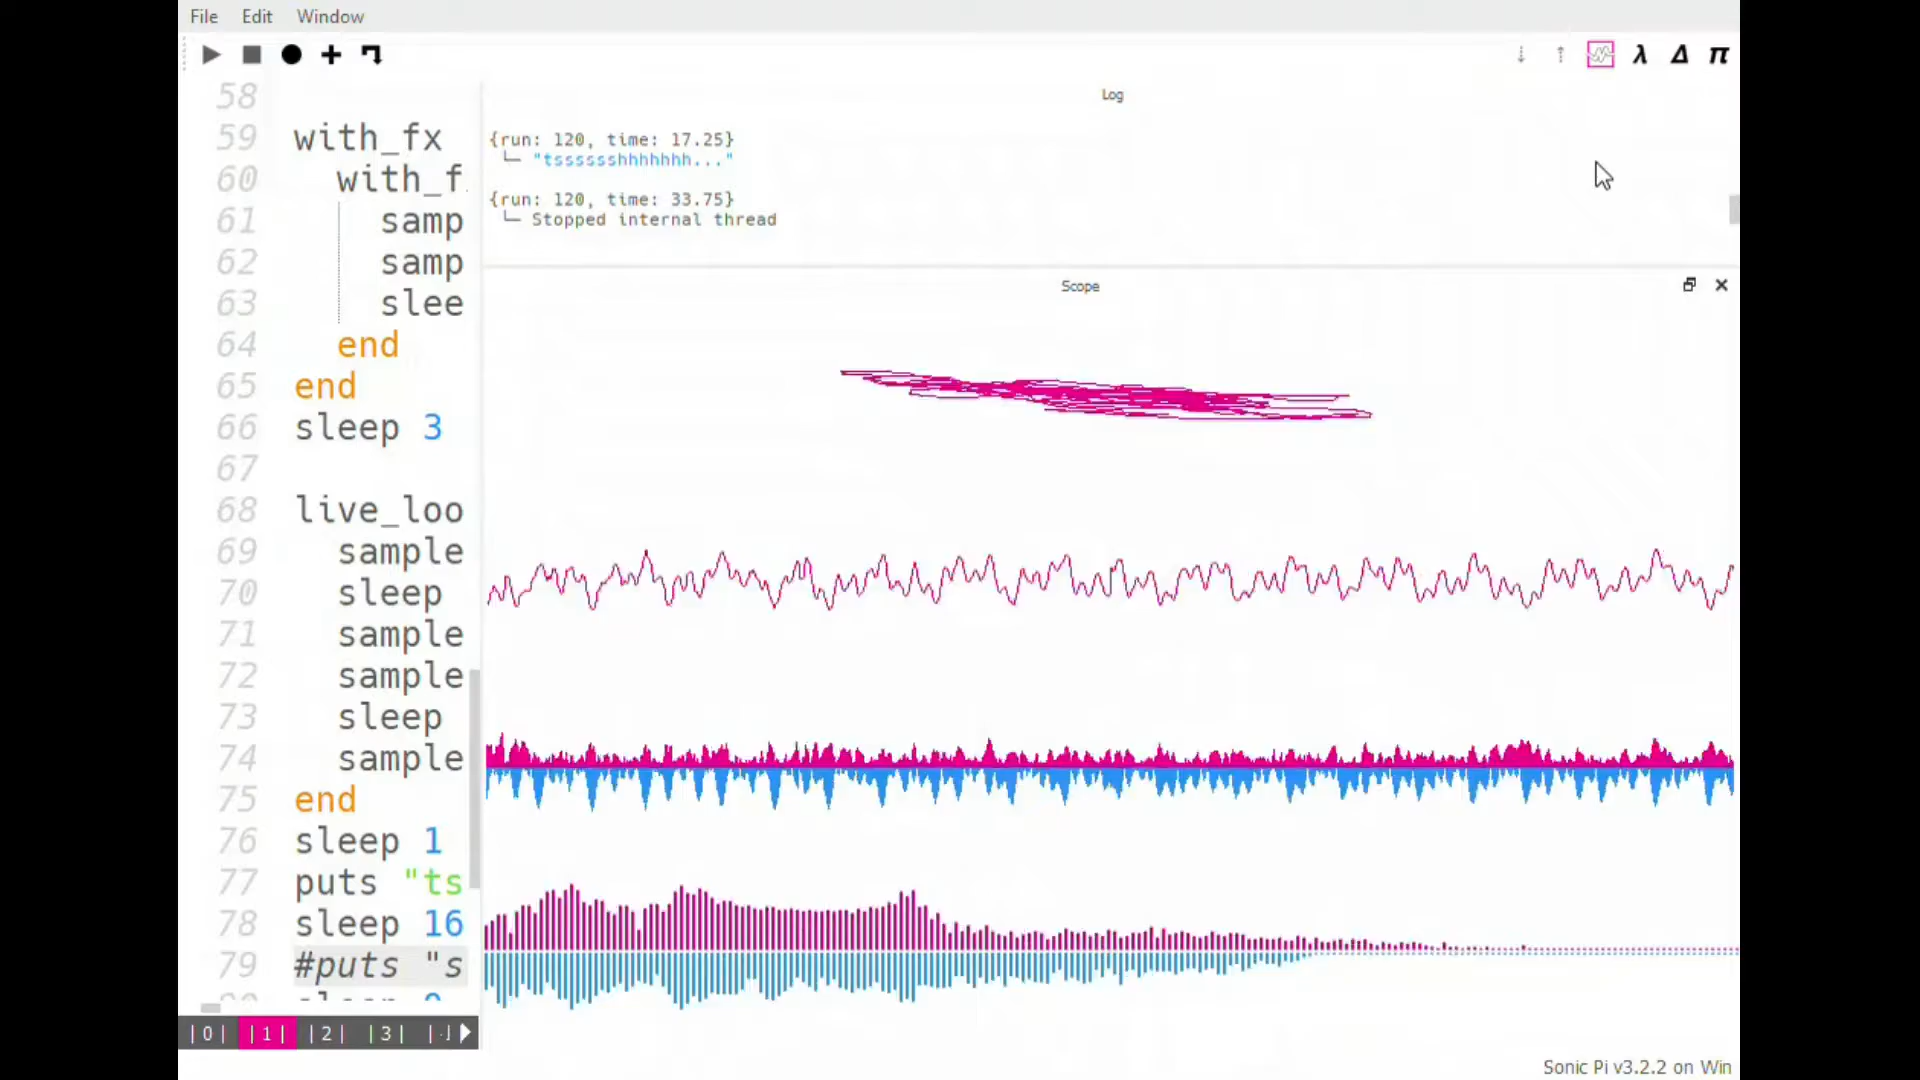 File Edit Window
λ Δ π
58
59 with_fx
60 with_f
61 samp
62 samp
63 slee
64 end
65 end
66 sleep 3
67
68 live_loo
69 sample
70 sleep
71 sample
72 sample
73 sleep
74 sample
75 end
76 sleep 1
77 puts "ts
78 sleep 16
79 #puts "s
Log
{run: 120, time: 17.25}
└─ "tsssssshhhhhhh..."
{run: 120, time: 33.75}
└─ Stopped internal thread
Scope
|0| |1| |2| |3|
Sonic Pi v3.2.2 on Win